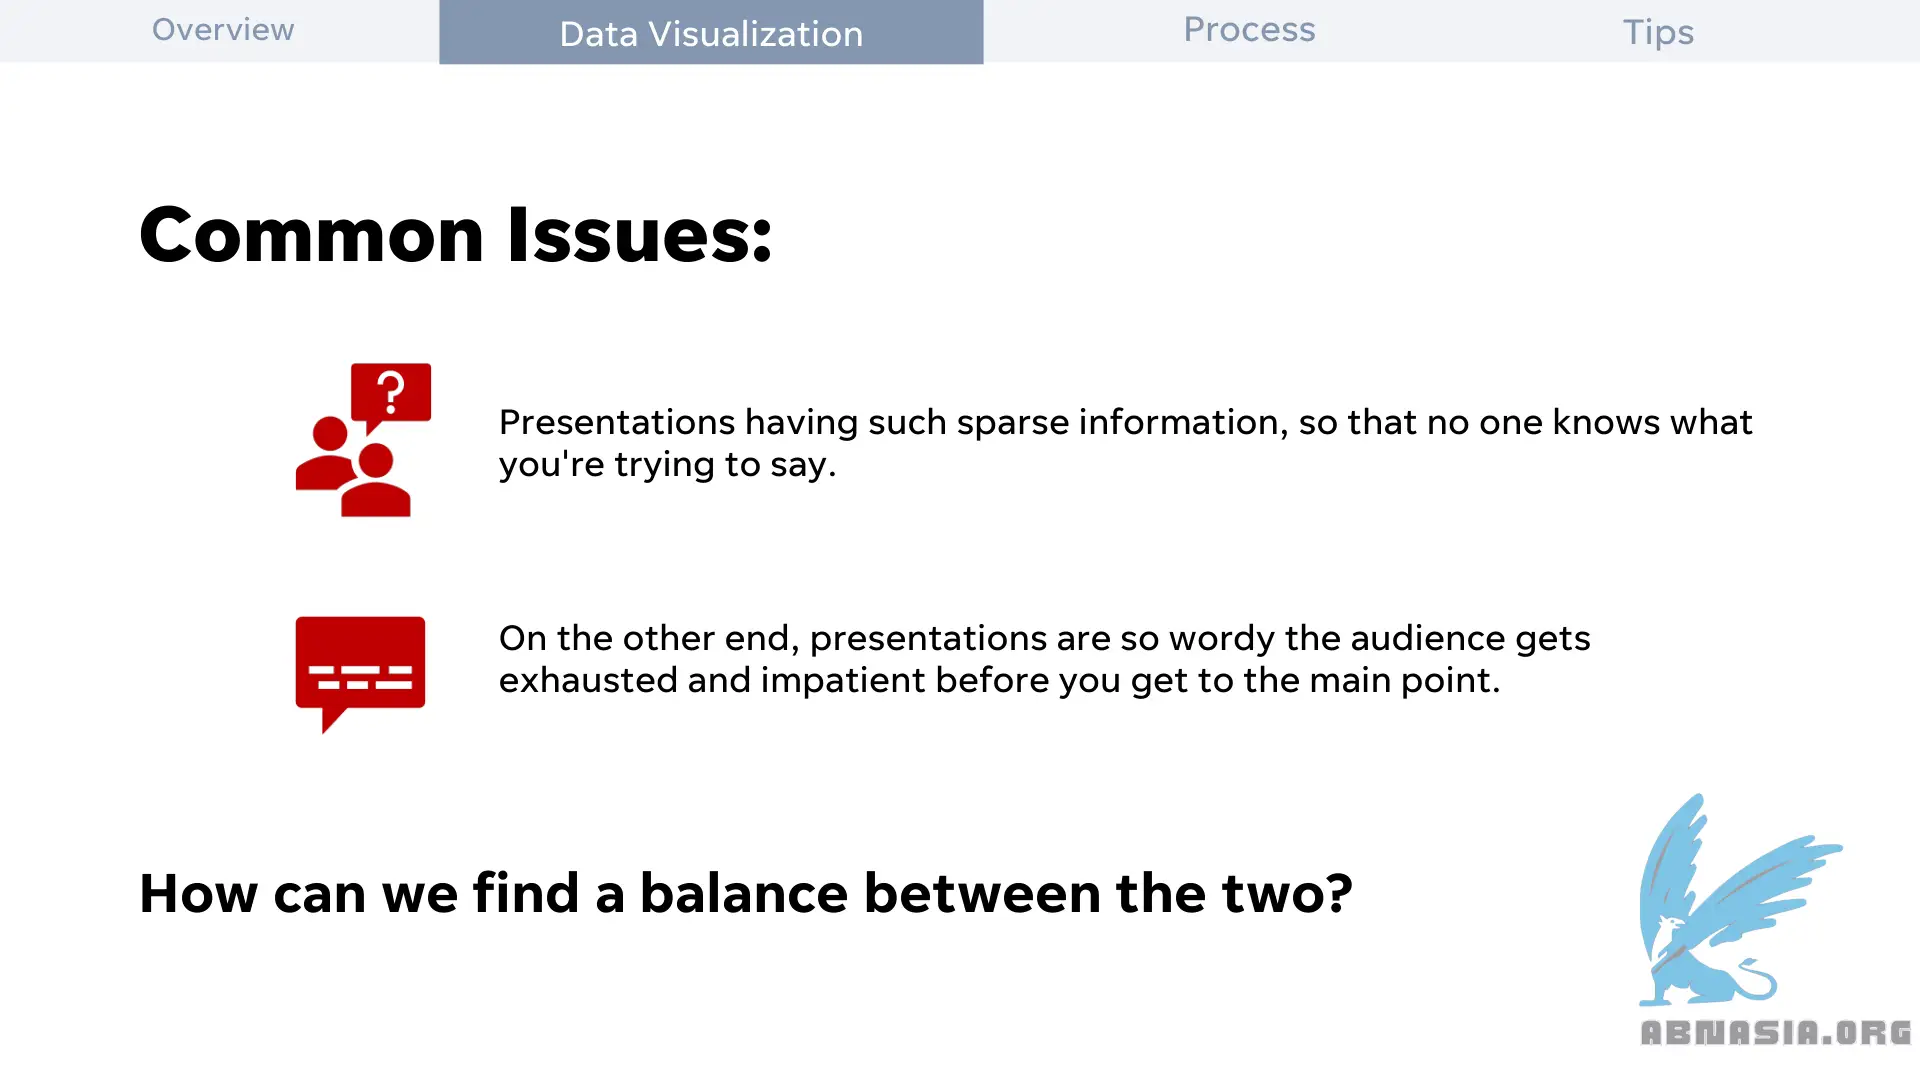 Overview
Data Visualization
Process
Tips
Common Issues:
?
Presentations having such sparse information, so that no one knows what
you're trying to say.
On the other end, presentations are so wordy the audience gets
exhausted and impatient before you get to the main point.
How can we find a balance between the two?
ABNASIA.ORG